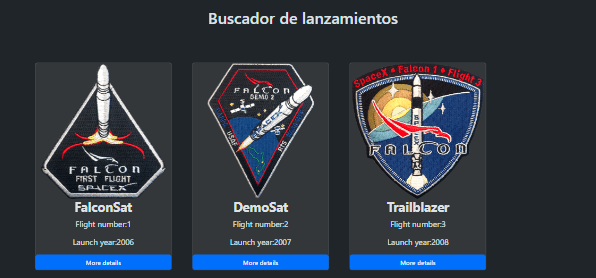 Buscador de lanzamientos
FALCON
FIRST FLIGHT
SPACEX
FalconSat
Flight number:1
Launch year:2006
More details
FALCON
DEMO 2
USAF
DemoSat
Flight number:2
Launch year:2007
More details
SpaceX ★ Falcon 1 ★ Flight 3
FALCON
Trailblazer
Flight number:3
Launch year:2008
More details